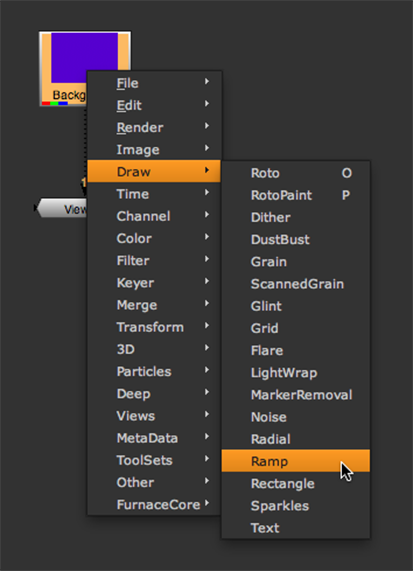 Backg
File
Edit
Render
Image
Draw
Time
Channel
Color
Filter
Keyer
Merge
Transform
3D
Particles
Deep
Views
MetaData
ToolSets
Other
FurnaceCore
View
Roto O
RotoPaint P
Dither
DustBust
Grain
ScannedGrain
Glint
Grid
Flare
LightWrap
MarkerRemoval
Noise
Radial
Ramp
Rectangle
Sparkles
Text